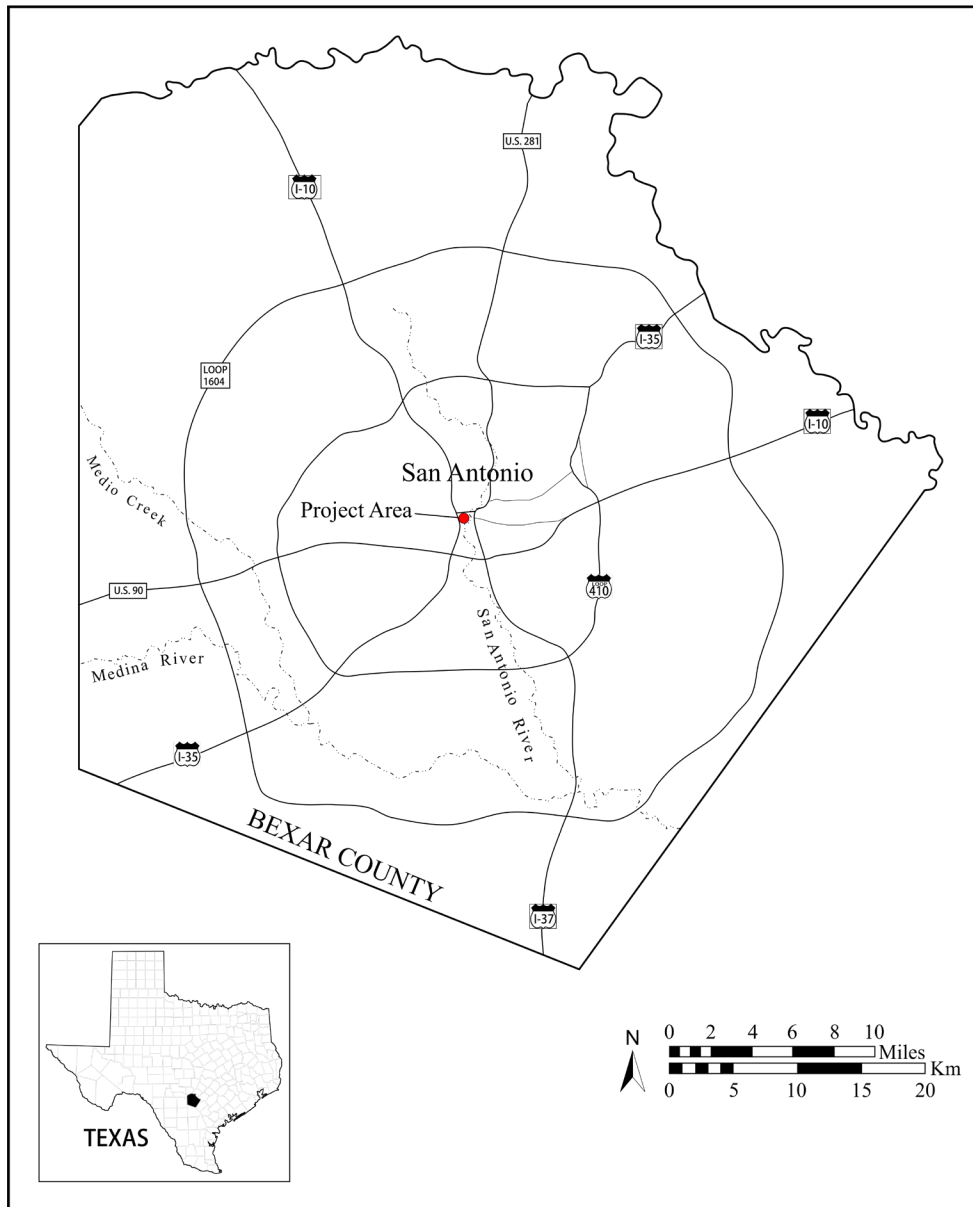 U.S. 281
I-10
I-35
LOOP
1604
I-10
San Antonio
Medio Creek
Project Area
U.S. 90
LOOP
410
San Antonio River
Medina River
I-35
BEXAR COUNTY
I-37
TEXAS
N
0 2 4 6 8 10
Miles
Km
0 5 10 15 20